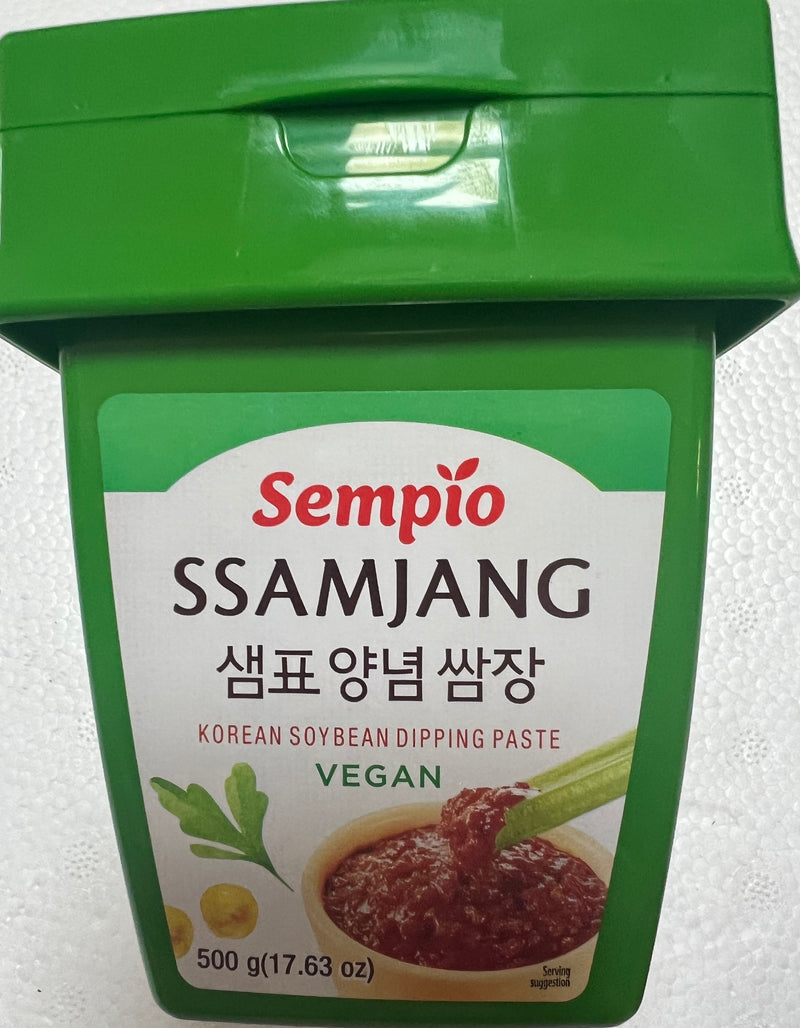 Sempio
SSAMJANG
샘표 양념 쌈장
KOREAN SOYBEAN DIPPING PASTE
VEGAN
500 g(17.63 oz)
Serving
suggestion